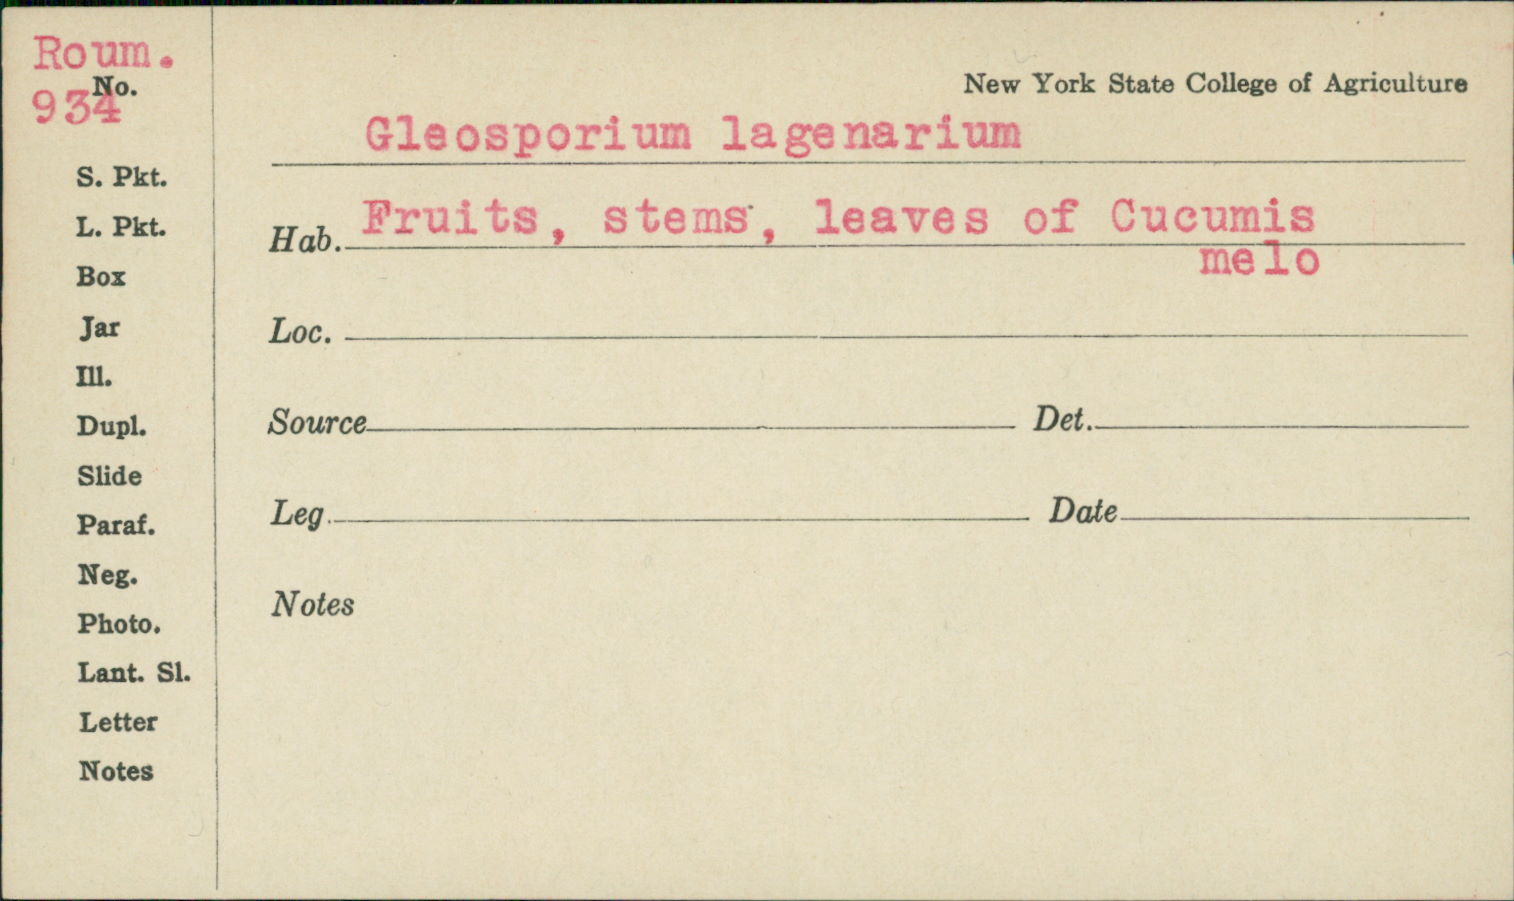 Roum.
No.
934
S. Pkt.
L. Pkt.
Box
Jar
Ill.
Dupl.
Slide
Paraf.
Neg.
Photo.
Lant. Sl.
Letter
Notes
New York State College of Agriculture
Gleosporium lagenarium
Hab. Fruits, stems, leaves of Cucumis
melo
Loc.
Source Det.
Leg. Date
Notes